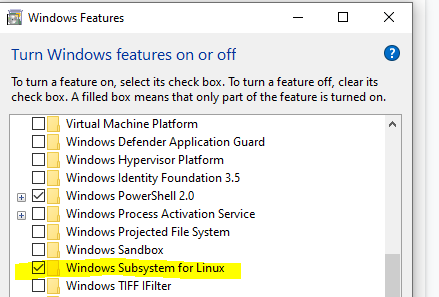 Windows Features
Turn Windows features on or off
?
To turn a feature on, select its check box. To turn a feature off, clear its
check box. A filled box means that only part of the feature is turned on.
Virtual Machine Platform
Windows Defender Application Guard
Windows Hypervisor Platform
Windows Identity Foundation 3.5
Windows PowerShell 2.0
Windows Process Activation Service
Windows Projected File System
Windows Sandbox
Windows Subsystem for Linux
Windows TIFF IFilter